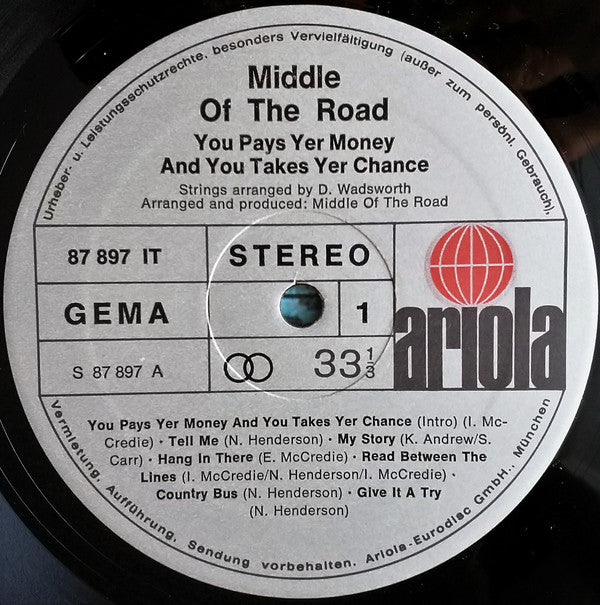 Urheber- u. Leistungsschutzrechte, besonders Vervielfältigung (außer zum persönl. Gebrauch),
Middle
Of The Road
You Pays Yer Money
And You Takes Yer Chance
Strings arranged by D. Wadsworth
Arranged and produced: Middle Of The Road
87 897 IT
STEREO
GEMA
1
S 87 897 A
33⅓
ariola
You Pays Yer Money And You Takes Yer Chance (Intro) (I. Mc-
Credie) · Tell Me (N. Henderson) · My Story (K. Andrew/S.
Carr) · Hang In There (E. McCredie) · Read Between The
Lines (I. McCredie/N. Henderson/I. McCredie) ·
Country Bus (N. Henderson) · Give It A Try
(N. Henderson)
Vermietung, Aufführung, Sendung vorbehalten. Ariola-Eurodisc GmbH., München